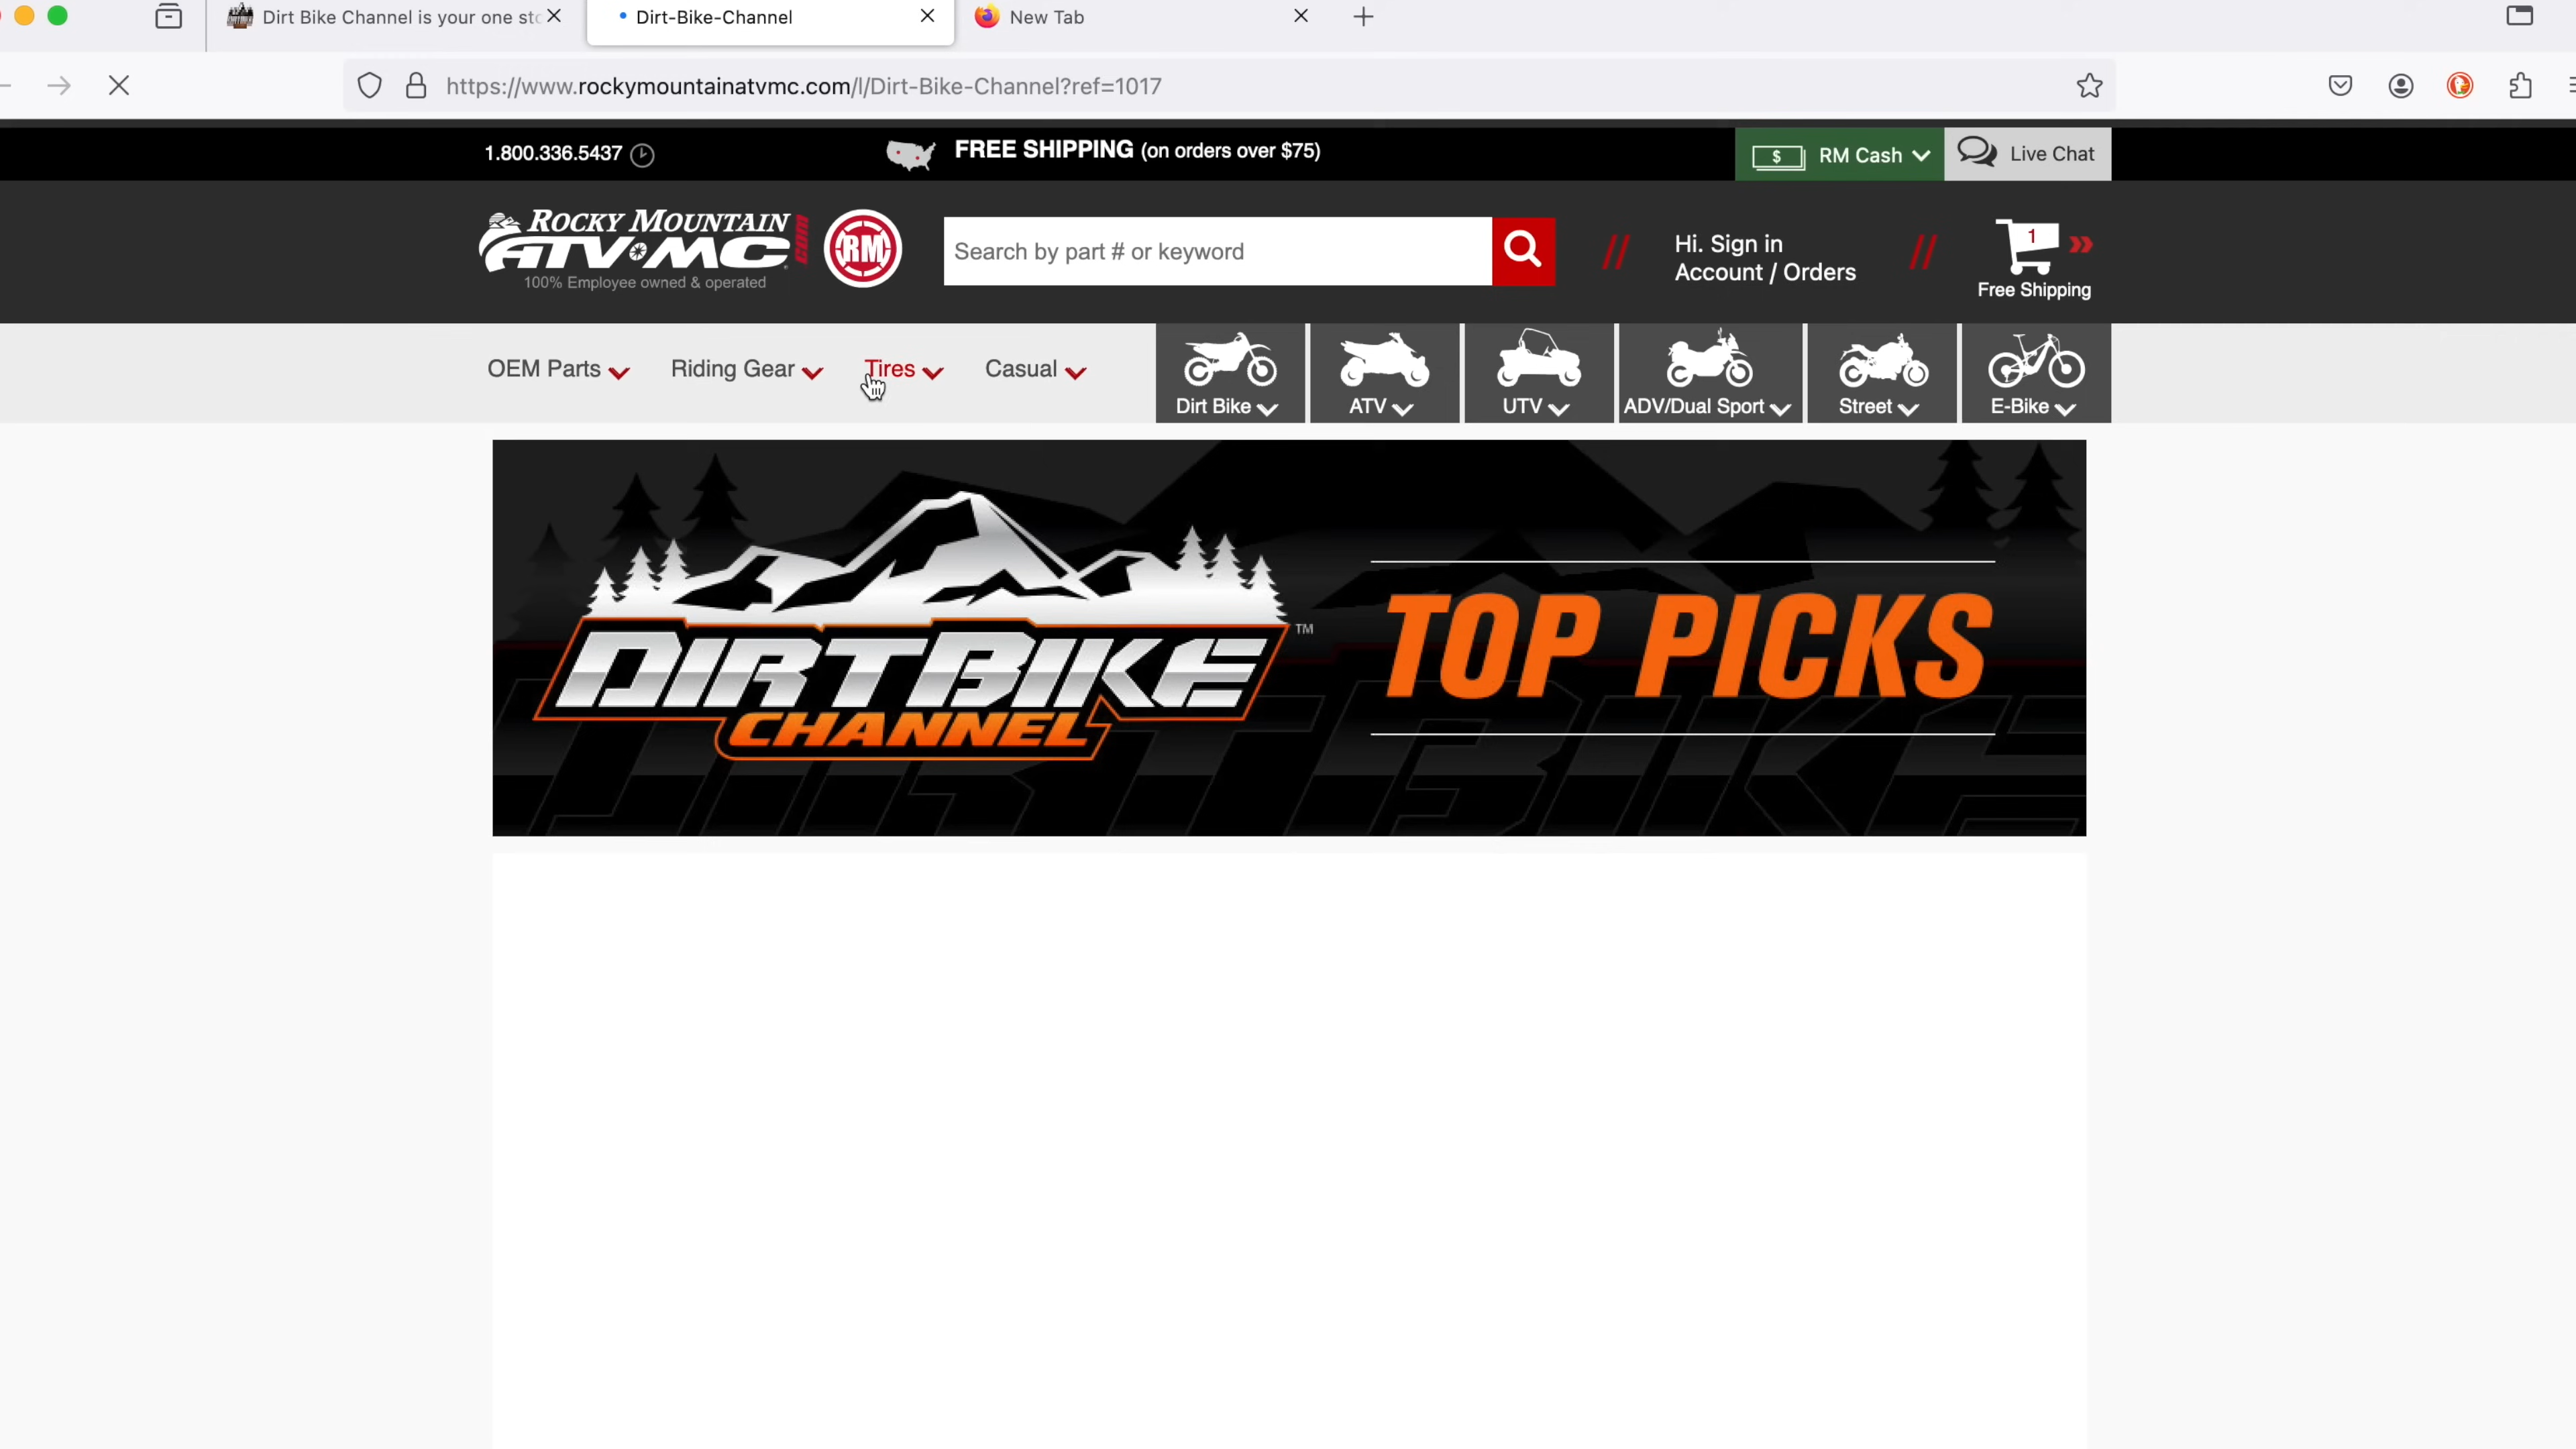 Dirt Bike Channel is your one sto
Dirt-Bike-Channel
New Tab
https://www.rockymountainatvmc.com/l/Dirt-Bike-Channel?ref=1017
1.800.336.5437
FREE SHIPPING (on orders over $75)
$ RM Cash
Live Chat
ROCKY MOUNTAIN
ATV•MC.COM
100% Employee owned & operated
RM
Search by part # or keyword
// Hi. Sign in
Account / Orders //
1 »
Free Shipping
OEM Parts
Riding Gear
Tires
Casual
Dirt Bike
ATV
UTV
ADV/Dual Sport
Street
E-Bike
DIRTBIKE ™
CHANNEL
TOP PICKS
DIRTBIKE